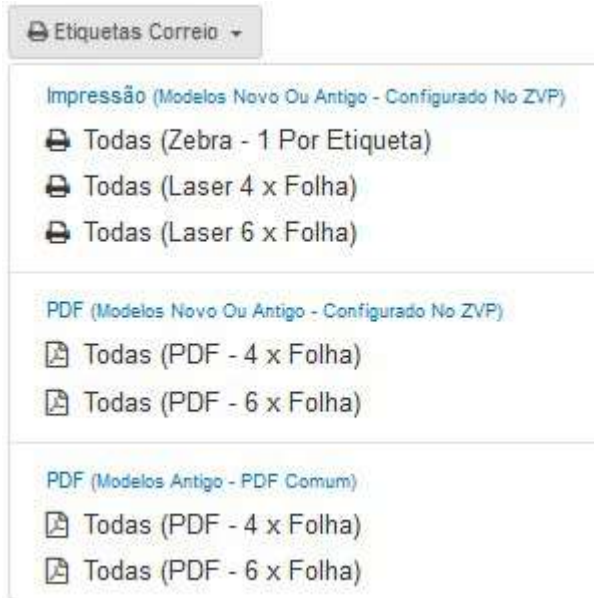 Etiquetas Correio
Impressão (Modelos Novo Ou Antigo - Configurado No ZVP)
Todas (Zebra - 1 Por Etiqueta)
Todas (Laser 4 x Folha)
Todas (Laser 6 x Folha)
PDF (Modelos Novo Ou Antigo - Configurado No ZVP)
Todas (PDF - 4 x Folha)
Todas (PDF - 6 x Folha)
PDF (Modelos Antigo - PDF Comum)
Todas (PDF - 4 x Folha)
Todas (PDF - 6 x Folha)